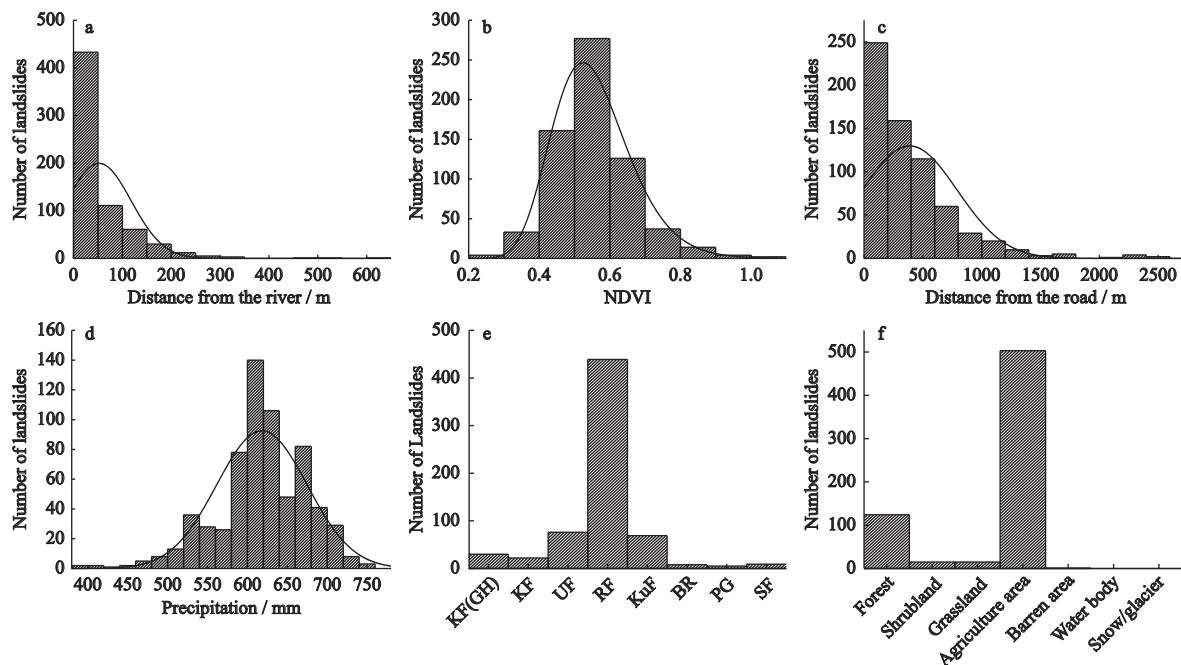 a
500
400
300
200
100
0
Number of landslides
0 100 200 300 400 500 600
Distance from the river / m
b
300
250
200
150
100
50
0
Number of landslides
0.2 0.4 0.6 0.8 1.0
NDVI
c
250
200
150
100
50
0
Number of landslides
0 500 1000 1500 2000 2500
Distance from the road / m
d
160
140
120
100
80
60
40
20
0
Number of landslides
400 450 500 550 600 650 700 750
Precipitation / mm
e
500
400
300
200
100
0
Number of Landslides
KF(GH) KF UF RF KuF BR PG SF
f
500
400
300
200
100
0
Number of landslides
Forest Shrubland Grassland Agriculture area Barren area Water body Snow/glacier